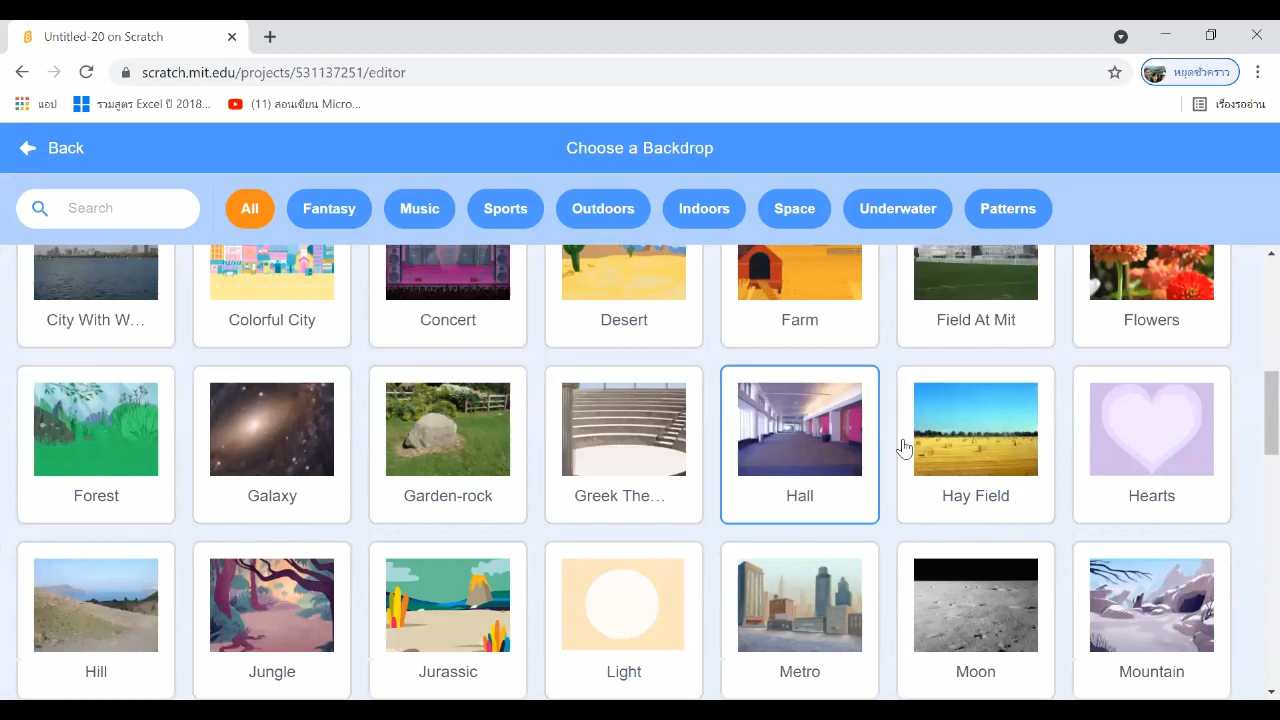 Untitled-20 on Scratch
scratch.mit.edu/projects/531137251/editor
หยุดชั่วคราว
แอป
รวมสูตร Excel ปี 2018...
(11) สอนเขียน Micro...
เรื่องรออ่าน
Back
Choose a Backdrop
Search
All
Fantasy
Music
Sports
Outdoors
Indoors
Space
Underwater
Patterns
City With W...
Colorful City
Concert
Desert
Farm
Field At Mit
Flowers
Forest
Galaxy
Garden-rock
Greek The...
Hall
Hay Field
Hearts
Hill
Jungle
Jurassic
Light
Metro
Moon
Mountain